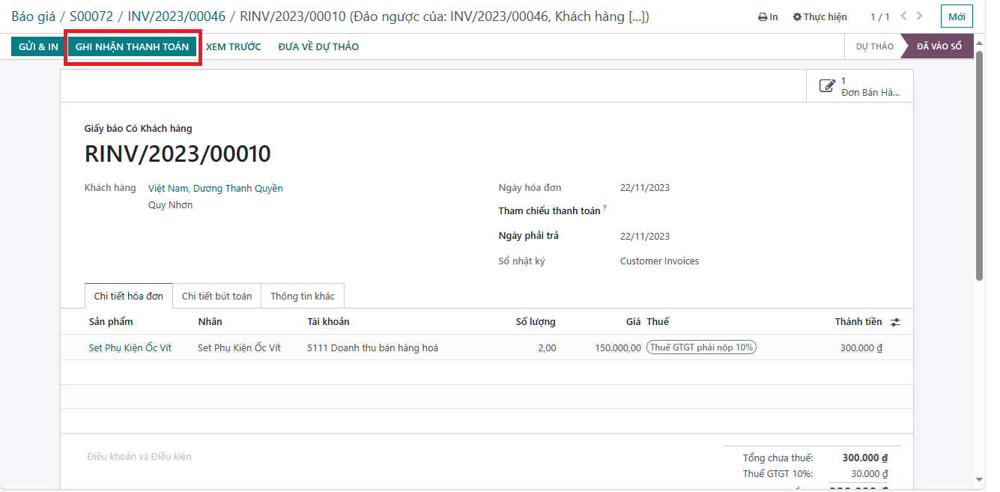 Báo giá / S00072 / INV/2023/00046 / RINV/2023/00010 (Đảo ngược của: INV/2023/00046, Khách hàng [...])
In
Thực hiện
1 / 1
Mới
GỬI & IN
GHI NHẬN THANH TOÁN
XEM TRƯỚC
ĐƯA VỀ DỰ THẢO
DỰ THẢO
ĐÃ VÀO SỔ
1
Đơn Bán Hà...
Giấy báo Có Khách hàng
RINV/2023/00010
Khách hàng Việt Nam, Dương Thanh Quyền
Quy Nhơn
Ngày hóa đơn 22/11/2023
Tham chiếu thanh toán ?
Ngày phải trả 22/11/2023
Sổ nhật ký Customer Invoices
Chi tiết hóa đơn Chi tiết bút toán Thông tin khác
Sản phẩm Nhãn Tài khoản Số lượng Giá Thuế Thành tiền
Set Phụ Kiện Ốc Vít Set Phụ Kiện Ốc Vít 5111 Doanh thu bán hàng hoá 2,00 150.000,00 Thuế GTGT phải nộp 10% 300.000 ₫
Điều khoản và Điều kiện
Tổng chưa thuế: 300.000 ₫
Thuế GTGT 10%: 30.000 ₫